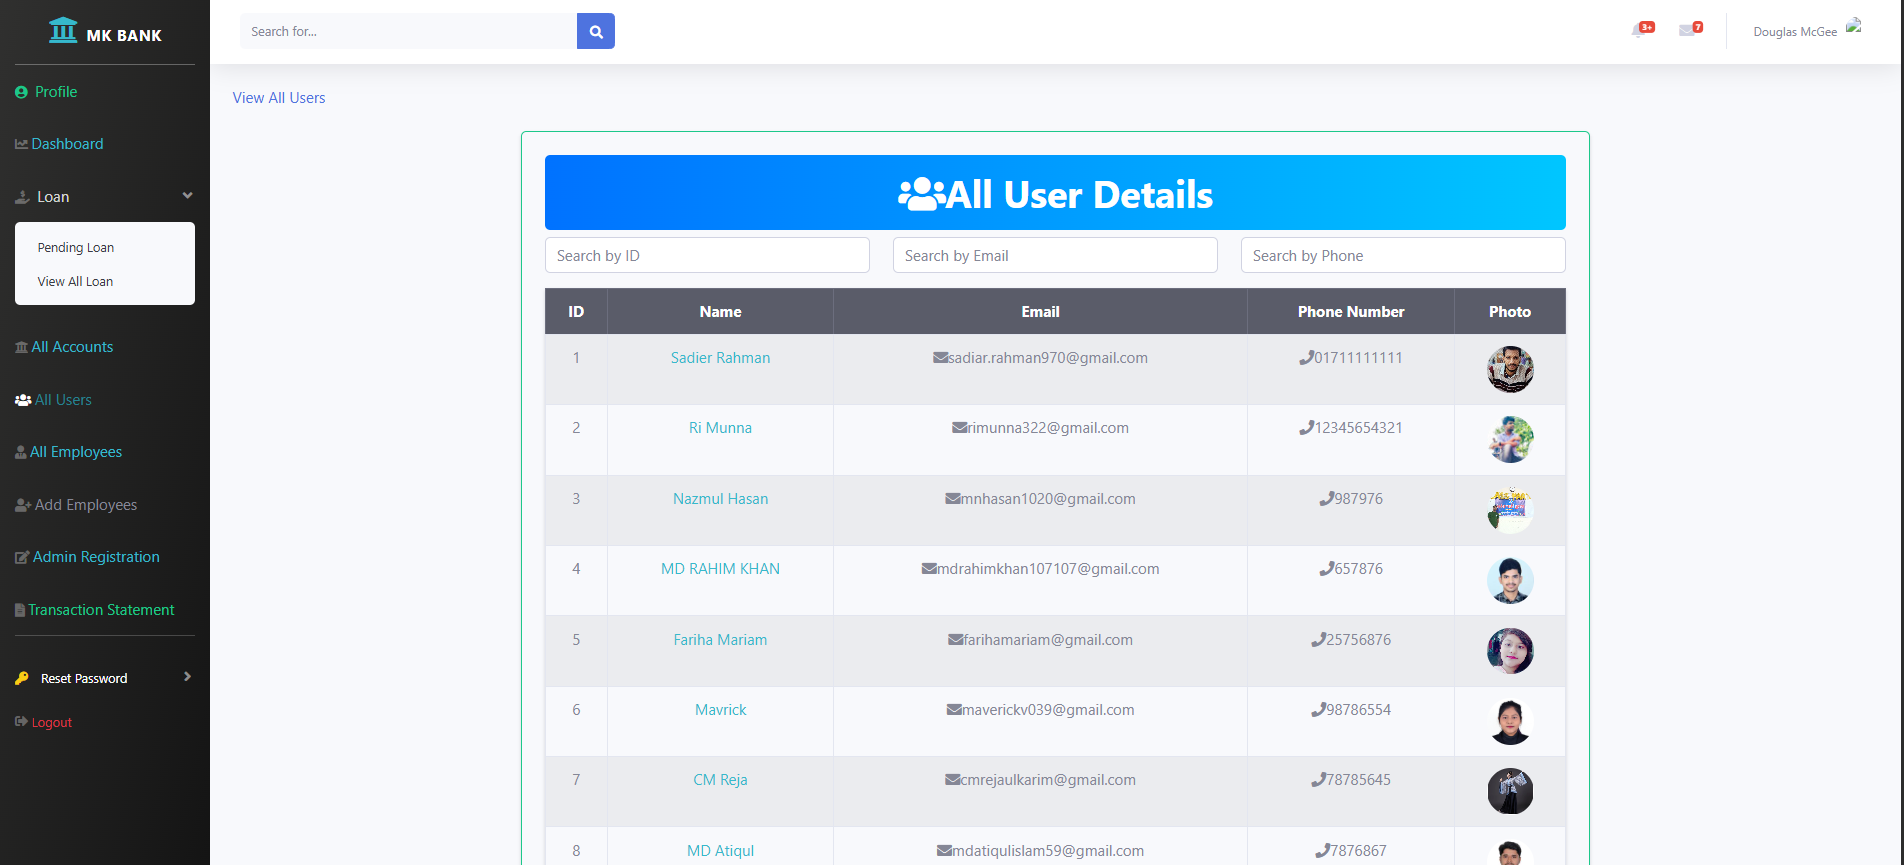 MK BANK
Profile
Dashboard
Loan
Pending Loan
View All Loan
All Accounts
All Users
All Employees
Add Employees
Admin Registration
Transaction Statement
Reset Password
Logout
Search for...
3+
7
Douglas McGee
View All Users
All User Details
Search by ID Search by Email Search by Phone
ID Name Email Phone Number Photo
1 Sadier Rahman sadiar.rahman970@gmail.com 01711111111
2 Ri Munna rimunna322@gmail.com 12345654321
3 Nazmul Hasan mnhasan1020@gmail.com 987976
4 MD RAHIM KHAN mdrahimkhan107107@gmail.com 657876
5 Fariha Mariam farihamariam@gmail.com 25756876
6 Mavrick maverickv039@gmail.com 98786554
7 CM Reja cmrejaulkarim@gmail.com 78785645
8 MD Atiqul mdatiqulislam59@gmail.com 7876867